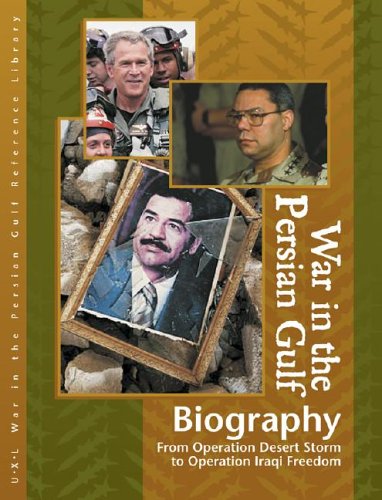 U·X·L War in the Persian Gulf Reference Library
War in the
Persian Gulf
Biography
From Operation Desert Storm
to Operation Iraqi Freedom